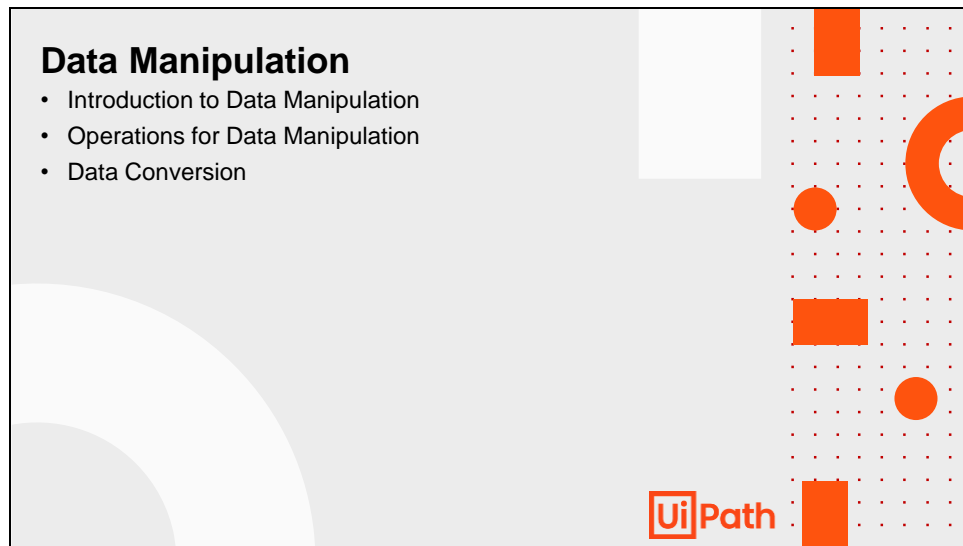 Data Manipulation
• Introduction to Data Manipulation
• Operations for Data Manipulation
• Data Conversion
UiPath